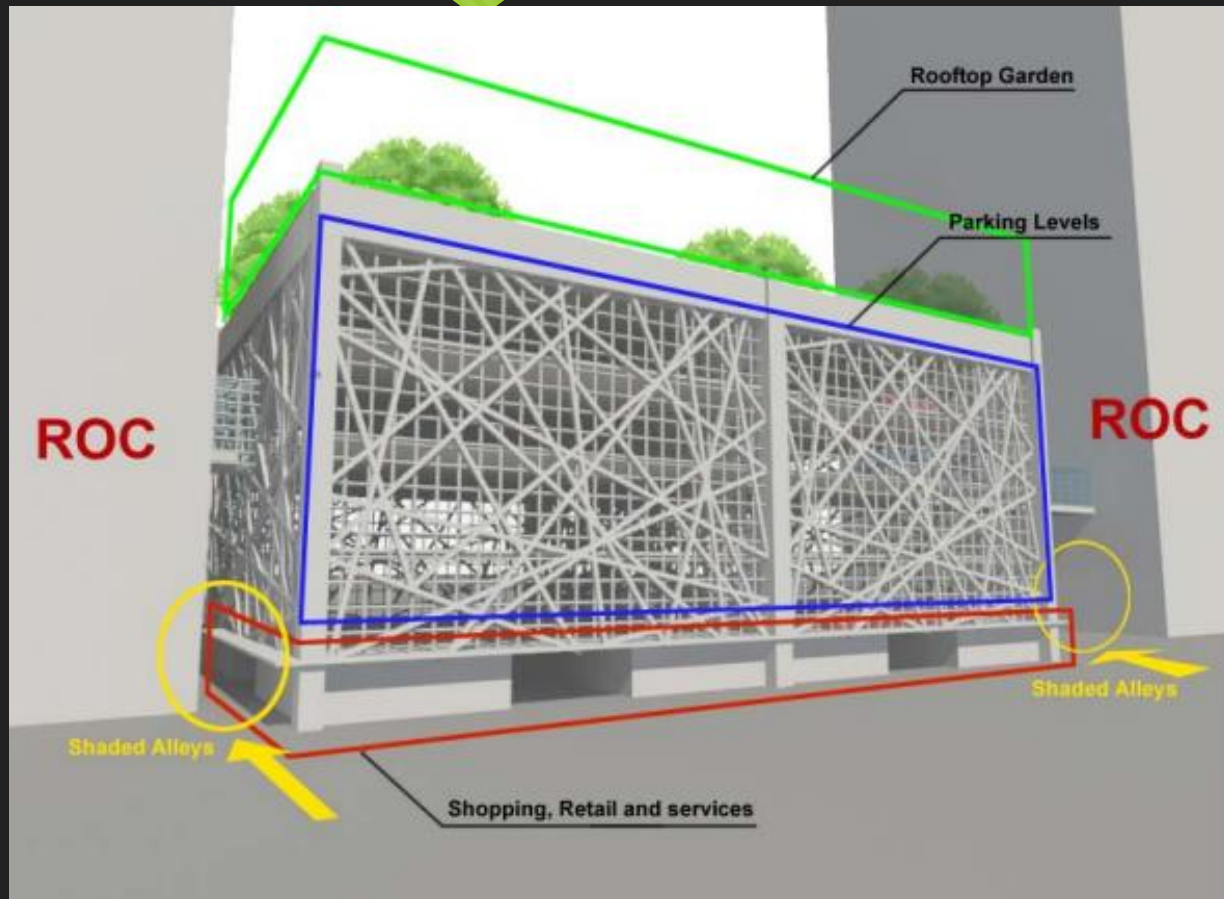 Rooftop Garden
Parking Levels
ROC
ROC
Shaded Alleys
Shaded Alleys
Shopping, Retail and services